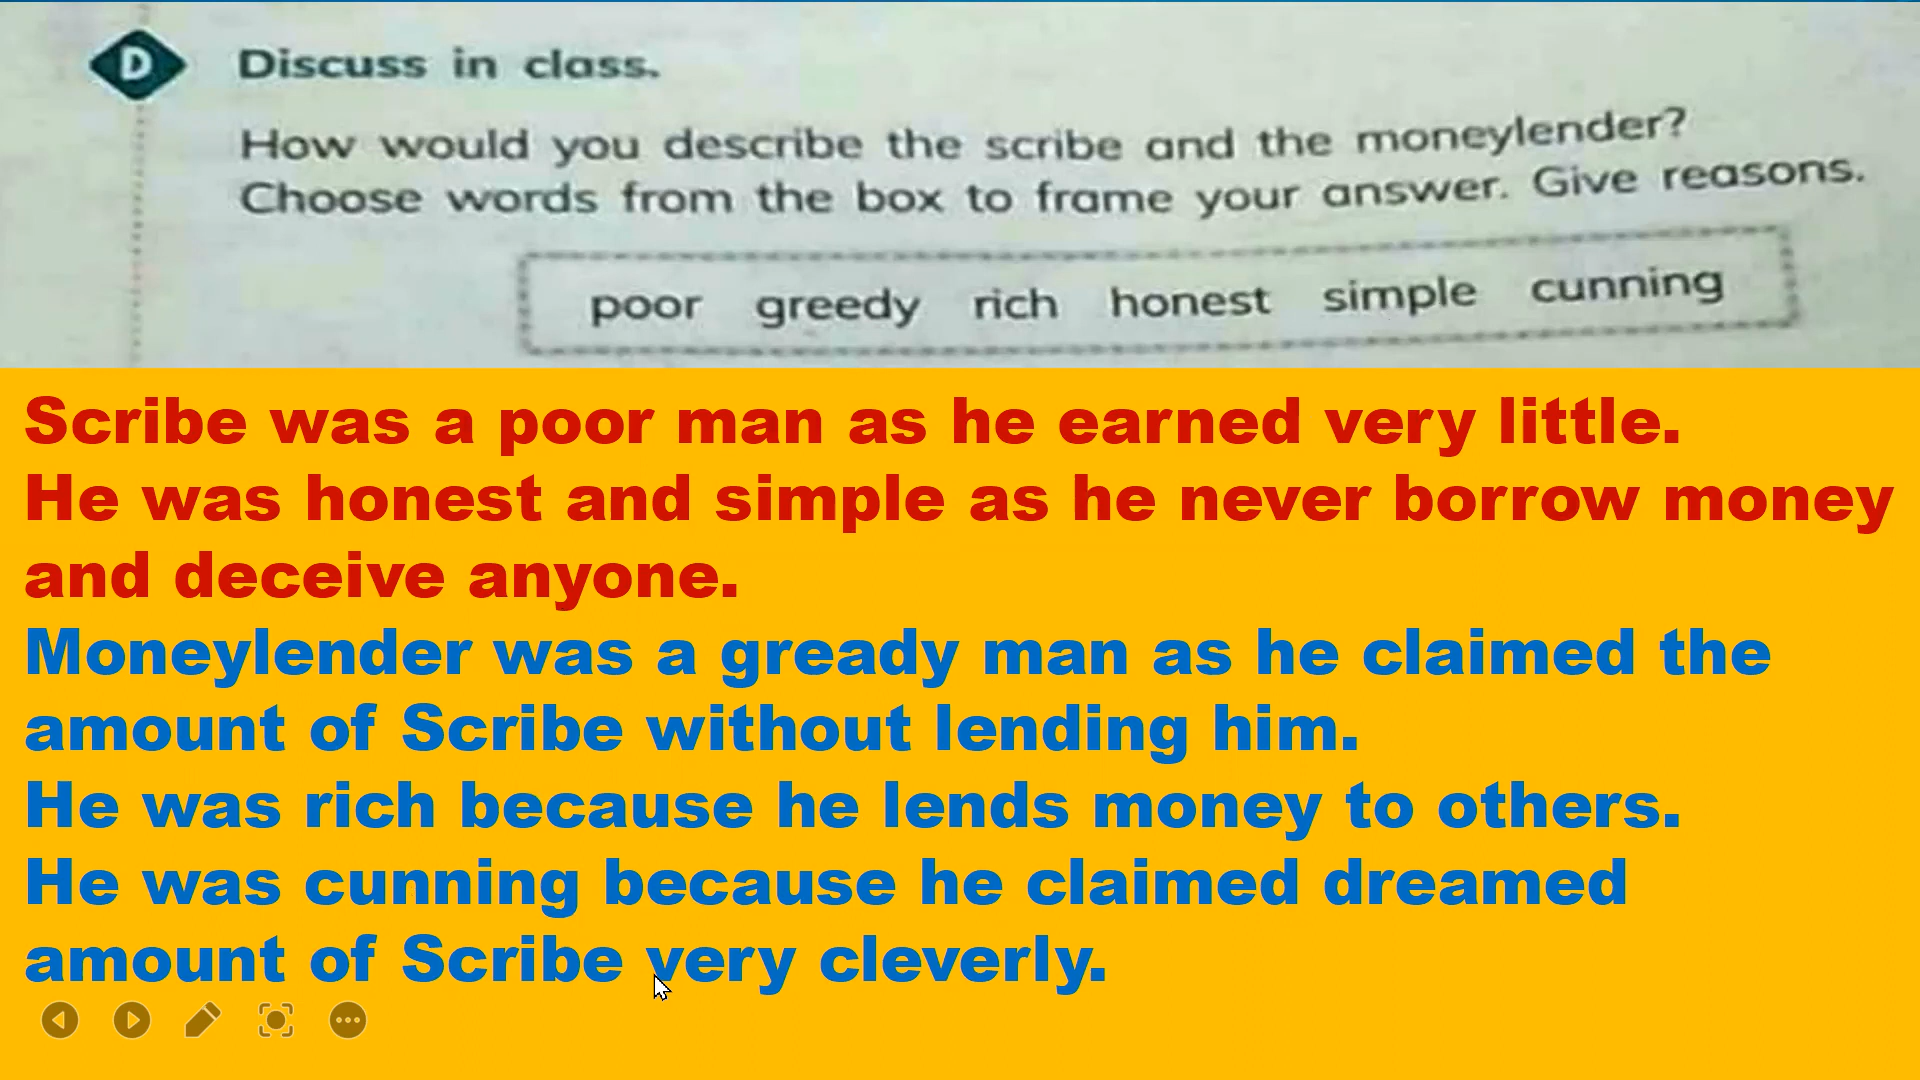 D Discuss in class.
How would you describe the scribe and the moneylender?
Choose words from the box to frame your answer. Give reasons.
poor greedy rich honest simple cunning
Scribe was a poor man as he earned very little.
He was honest and simple as he never borrow money
and deceive anyone.
Moneylender was a gready man as he claimed the
amount of Scribe without lending him.
He was rich because he lends money to others.
He was cunning because he claimed dreamed
amount of Scribe very cleverly.